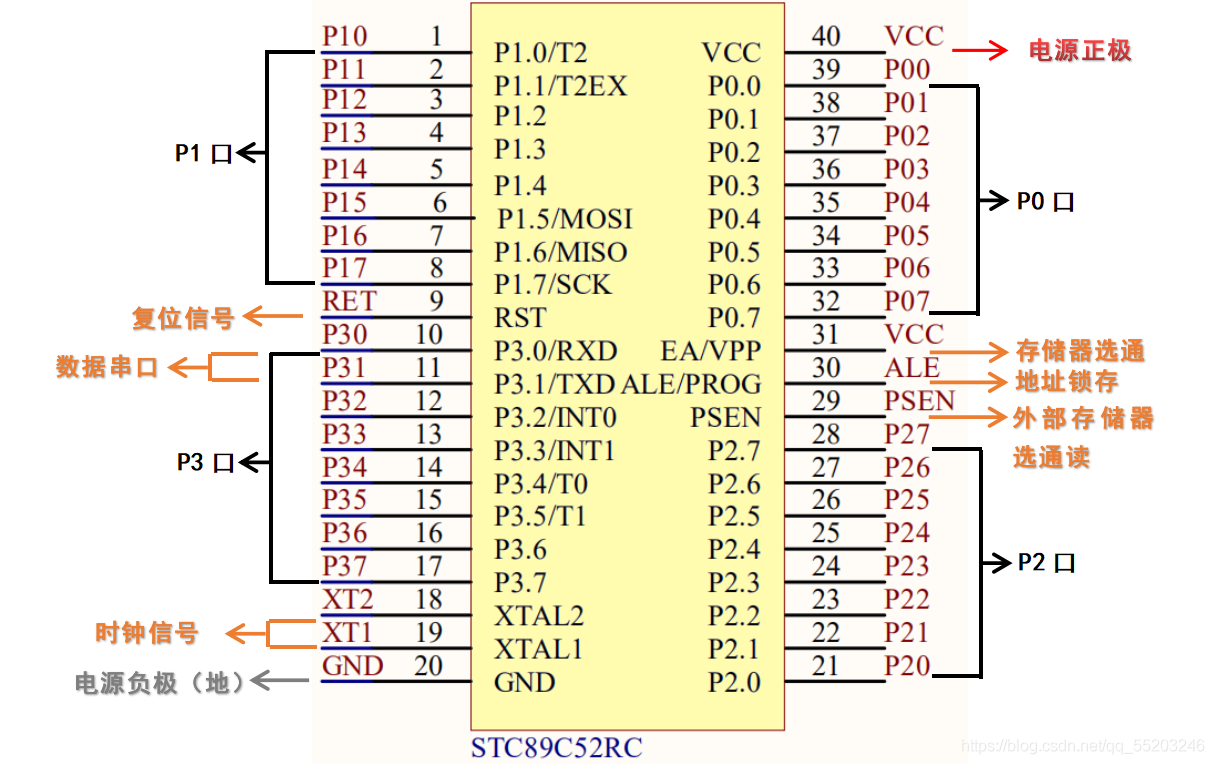 P10 1 P1.0/T2 VCC 40 VCC 电源正极
P11 2 P1.1/T2EX P0.0 39 P00
P12 3 P1.2 P0.1 38 P01
P13 4 P1.3 P0.2 37 P02
P1 口
P14 5 P1.4 P0.3 36 P03
P15 6 P1.5/MOSI P0.4 35 P04 P0 口
P16 7 P1.6/MISO P0.5 34 P05
P17 8 P1.7/SCK P0.6 33 P06
复位信号 RET 9 RST P0.7 32 P07
P30 10 P3.0/RXD EA/VPP 31 VCC 存储器选通
数据串口 P31 11 P3.1/TXD ALE/PROG 30 ALE 地址锁存
P32 12 P3.2/INT0 PSEN 29 PSEN 外部存储器
P33 13 P3.3/INT1 P2.7 28 P27 选通读
P3 口 P34 14 P3.4/T0 P2.6 27 P26
P35 15 P3.5/T1 P2.5 26 P25
P36 16 P3.6 P2.4 25 P24
P37 17 P3.7 P2.3 24 P23 P2 口
XT2 18 XTAL2 P2.2 23 P22
时钟信号 XT1 19 XTAL1 P2.1 22 P21
电源负极（地） GND 20 GND P2.0 21 P20
STC89C52RC
https://blog.csdn.net/qq_55203246